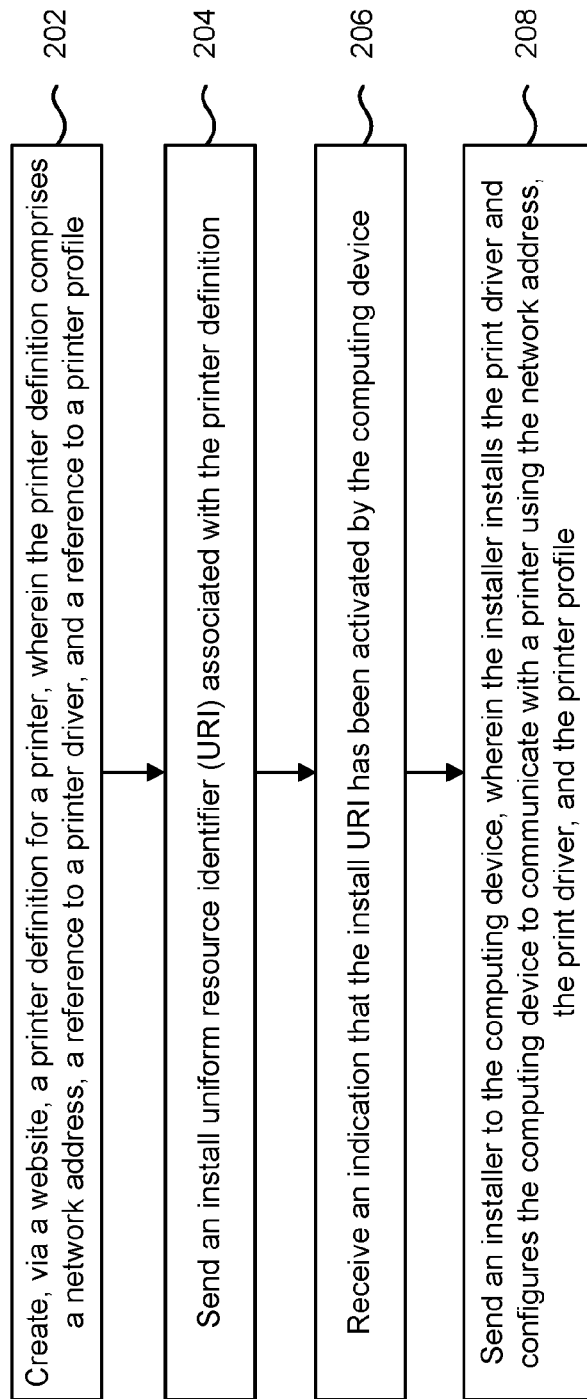 Create, via a website, a printer definition for a printer, wherein the printer definition comprises
a network address, a reference to a printer driver, and a reference to a printer profile
202
Send an install uniform resource identifier (URI) associated with the printer definition
204
Receive an indication that the install URI has been activated by the computing device
206
Send an installer to the computing device, wherein the installer installs the print driver and
configures the computing device to communicate with a printer using the network address,
the print driver, and the printer profile
208